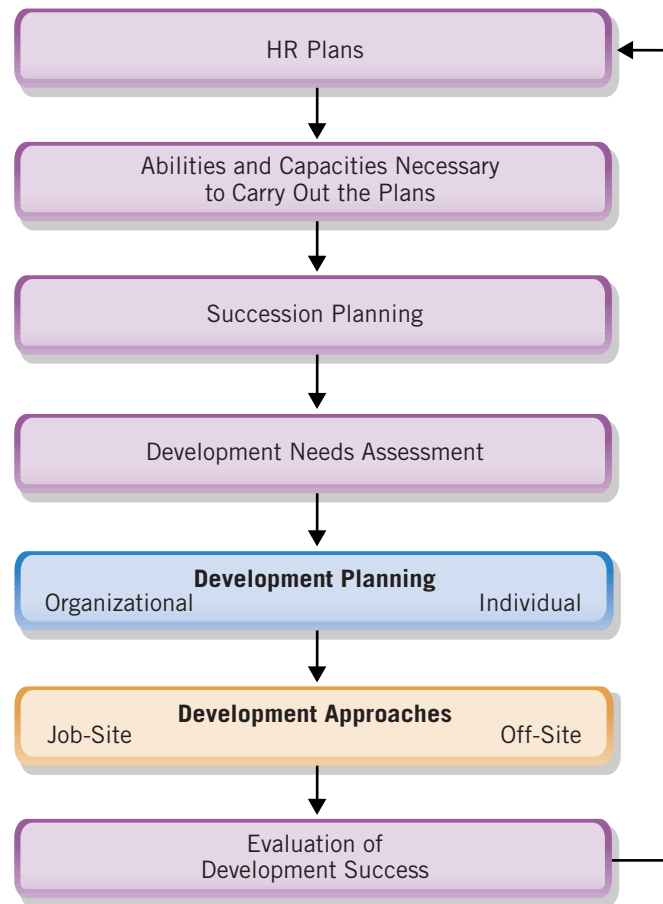 HR Plans
Abilities and Capacities Necessary
to Carry Out the Plans
Succession Planning
Development Needs Assessment
Development Planning
Organizational Individual
Development Approaches
Job-Site Off-Site
Evaluation of
Development Success